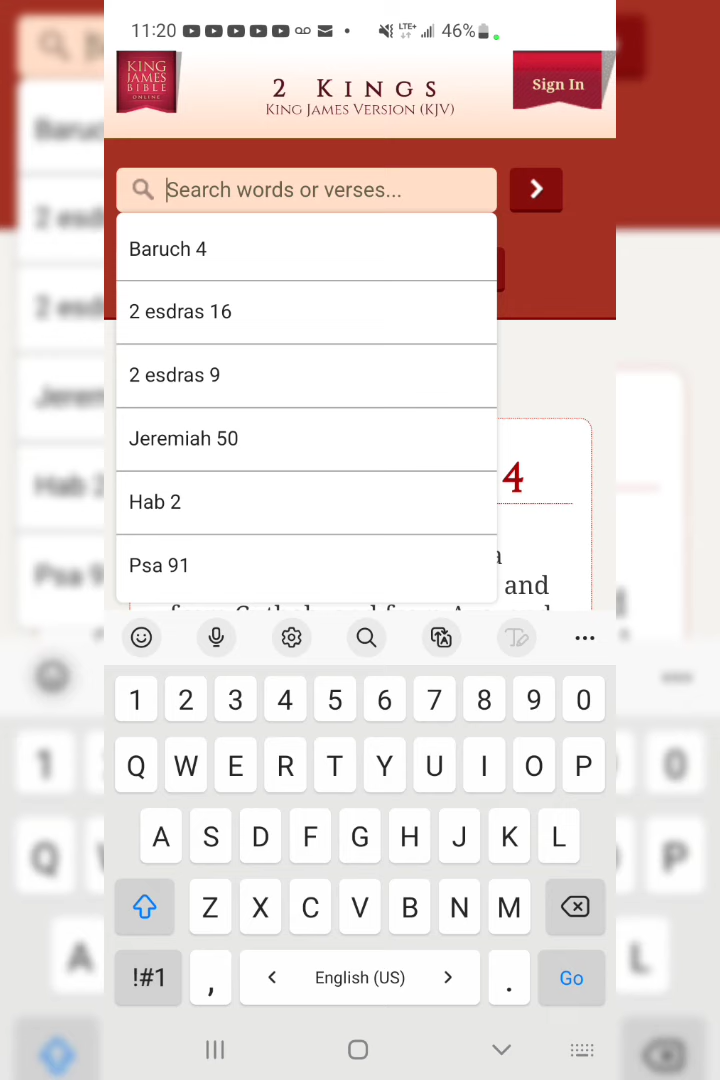 11:20 LTE+ 46%
KING
JAMES
BIBLE
ONLINE
2 KINGS
KING JAMES VERSION (KJV)
Sign In
Search words or verses...
Baruch 4
2 esdras 16
2 esdras 9
Jeremiah 50
Hab 2
Psa 91
4
and
1 2 3 4 5 6 7 8 9 0
Q W E R T Y U I O P
A S D F G H J K L
Z X C V B N M
!#1 , < English (US) > . Go